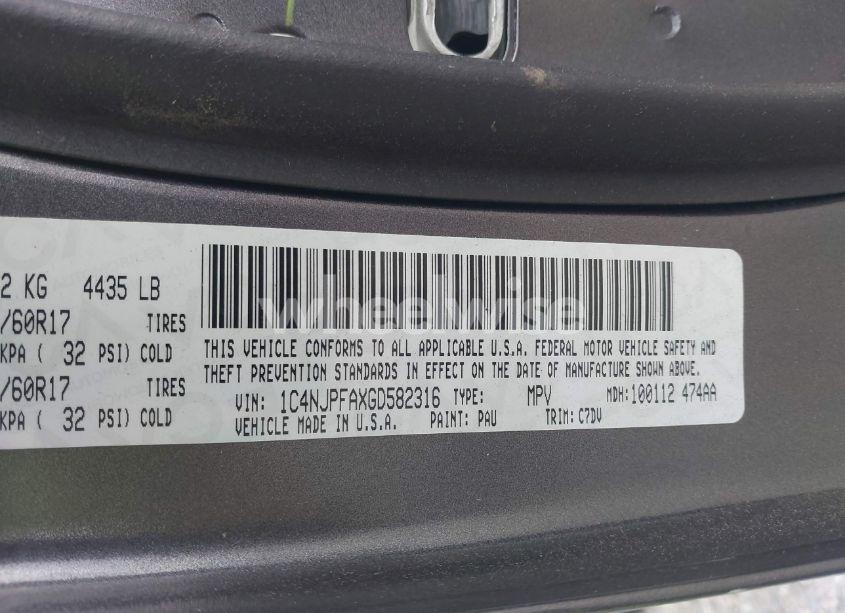 2 KG 4435 LB
/60R17 TIRES
KPA ( 32 PSI) COLD
/60R17 TIRES
KPA ( 32 PSI) COLD
wheelwise
THIS VEHICLE CONFORMS TO ALL APPLICABLE U.S.A. FEDERAL MOTOR VEHICLE SAFETY AND
THEFT PREVENTION STANDARDS IN EFFECT ON THE DATE OF MANUFACTURE SHOWN ABOVE.
VIN: 1C4NJPFAXGD582316 TYPE: MPV MDH:100112 474AA
VEHICLE MADE IN U.S.A. PAINT: PAU TRIM: C7DV